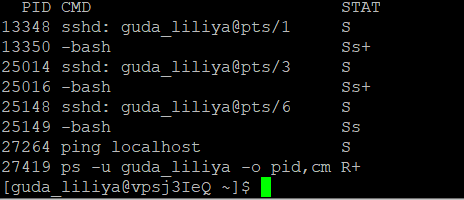 PID CMD STAT
13348 sshd: guda_liliya@pts/1 S
13350 -bash Ss+
25014 sshd: guda_liliya@pts/3 S
25016 -bash Ss+
25148 sshd: guda_liliya@pts/6 S
25149 -bash Ss
27264 ping localhost S
27419 ps -u guda_liliya -o pid,cm R+
[guda_liliya@vpsj3IeQ ~]$